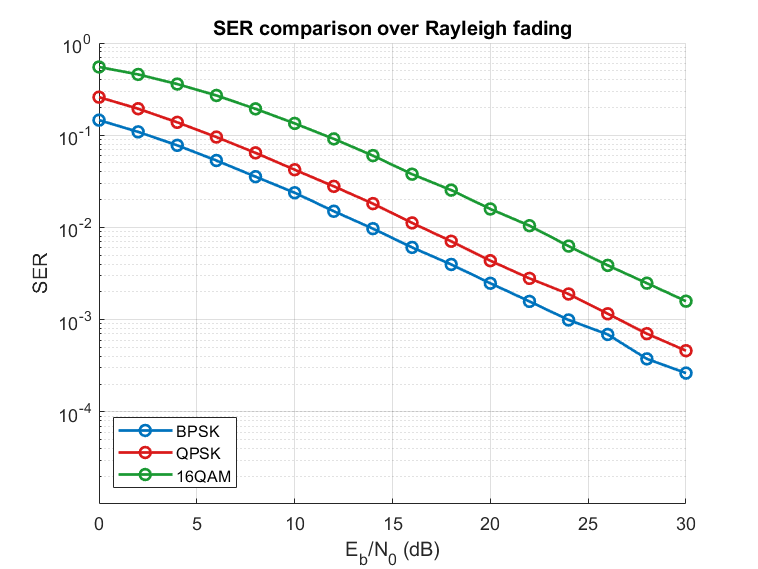 SER comparison over Rayleigh fading
10^0
10^-1
10^-2
10^-3
10^-4
SER
BPSK
QPSK
16QAM
0 5 10 15 20 25 30
E_b/N_0 (dB)